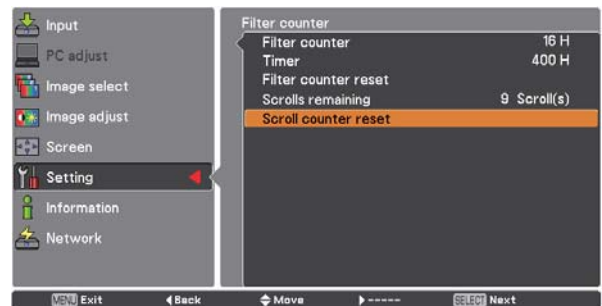 Input
PC adjust
Image select
Image adjust
Screen
Setting
Information
Network
Filter counter
Filter counter 16 H
Timer 400 H
Filter counter reset
Scrolls remaining 9 Scroll(s)
Scroll counter reset
MENU Exit Back Move ----- SELECT Next